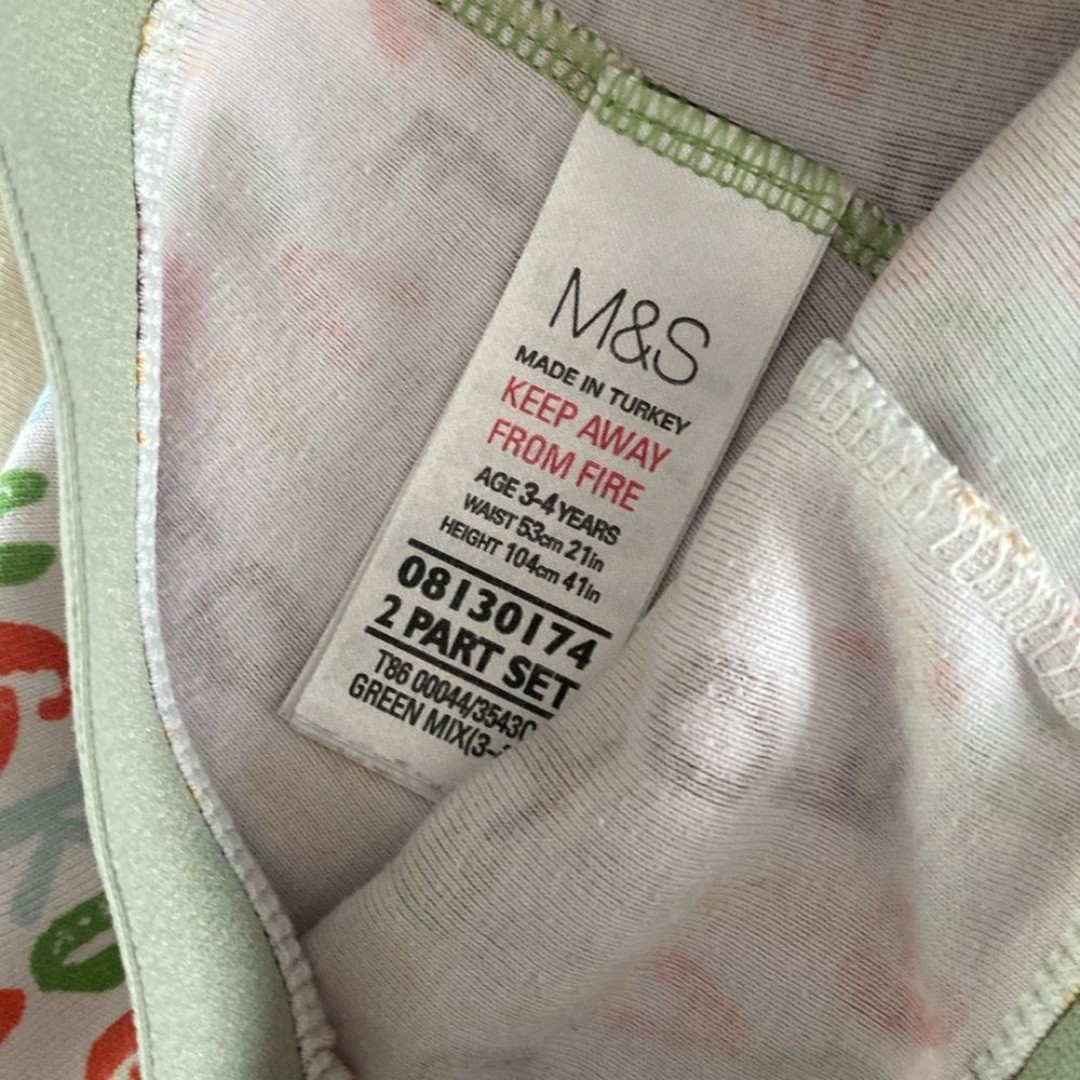 M&S
MADE IN TURKEY
KEEP AWAY
FROM FIRE
AGE 3-4 YEARS
WAIST 53cm 21in
HEIGHT 104cm 41in
08130174
2 PART SET
T86 00044/3543
GREEN MIX(3-